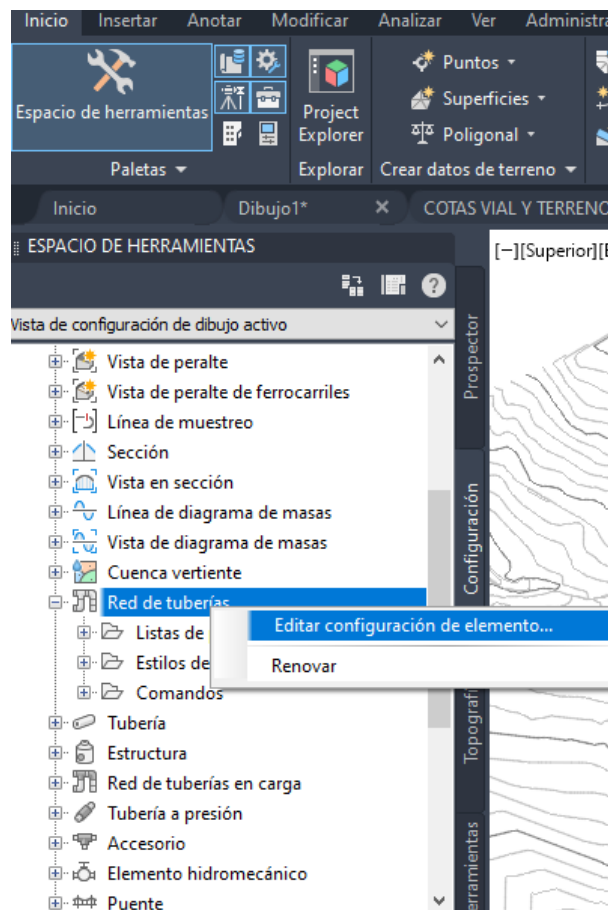 Inicio Insertar Anotar Modificar Analizar Ver Administra
Espacio de herramientas
Project
Explorer
Puntos
Superficies
Poligonal
Paletas Explorar Crear datos de terreno
Inicio Dibujo1* COTAS VIAL Y TERRENO
ESPACIO DE HERRAMIENTAS
[−][Superior][E
Vista de configuración de dibujo activo
Vista de peralte
Vista de peralte de ferrocarriles
Línea de muestreo
Sección
Vista en sección
Línea de diagrama de masas
Vista de diagrama de masas
Cuenca vertiente
Red de tuberías
Editar configuración de elemento...
Listas de
Renovar
Estilos de
Comandos
Tubería
Estructura
Red de tuberías en carga
Tubería a presión
Accesorio
Elemento hidromecánico
Puente
Prospector
Configuración
Topografí
erramientas